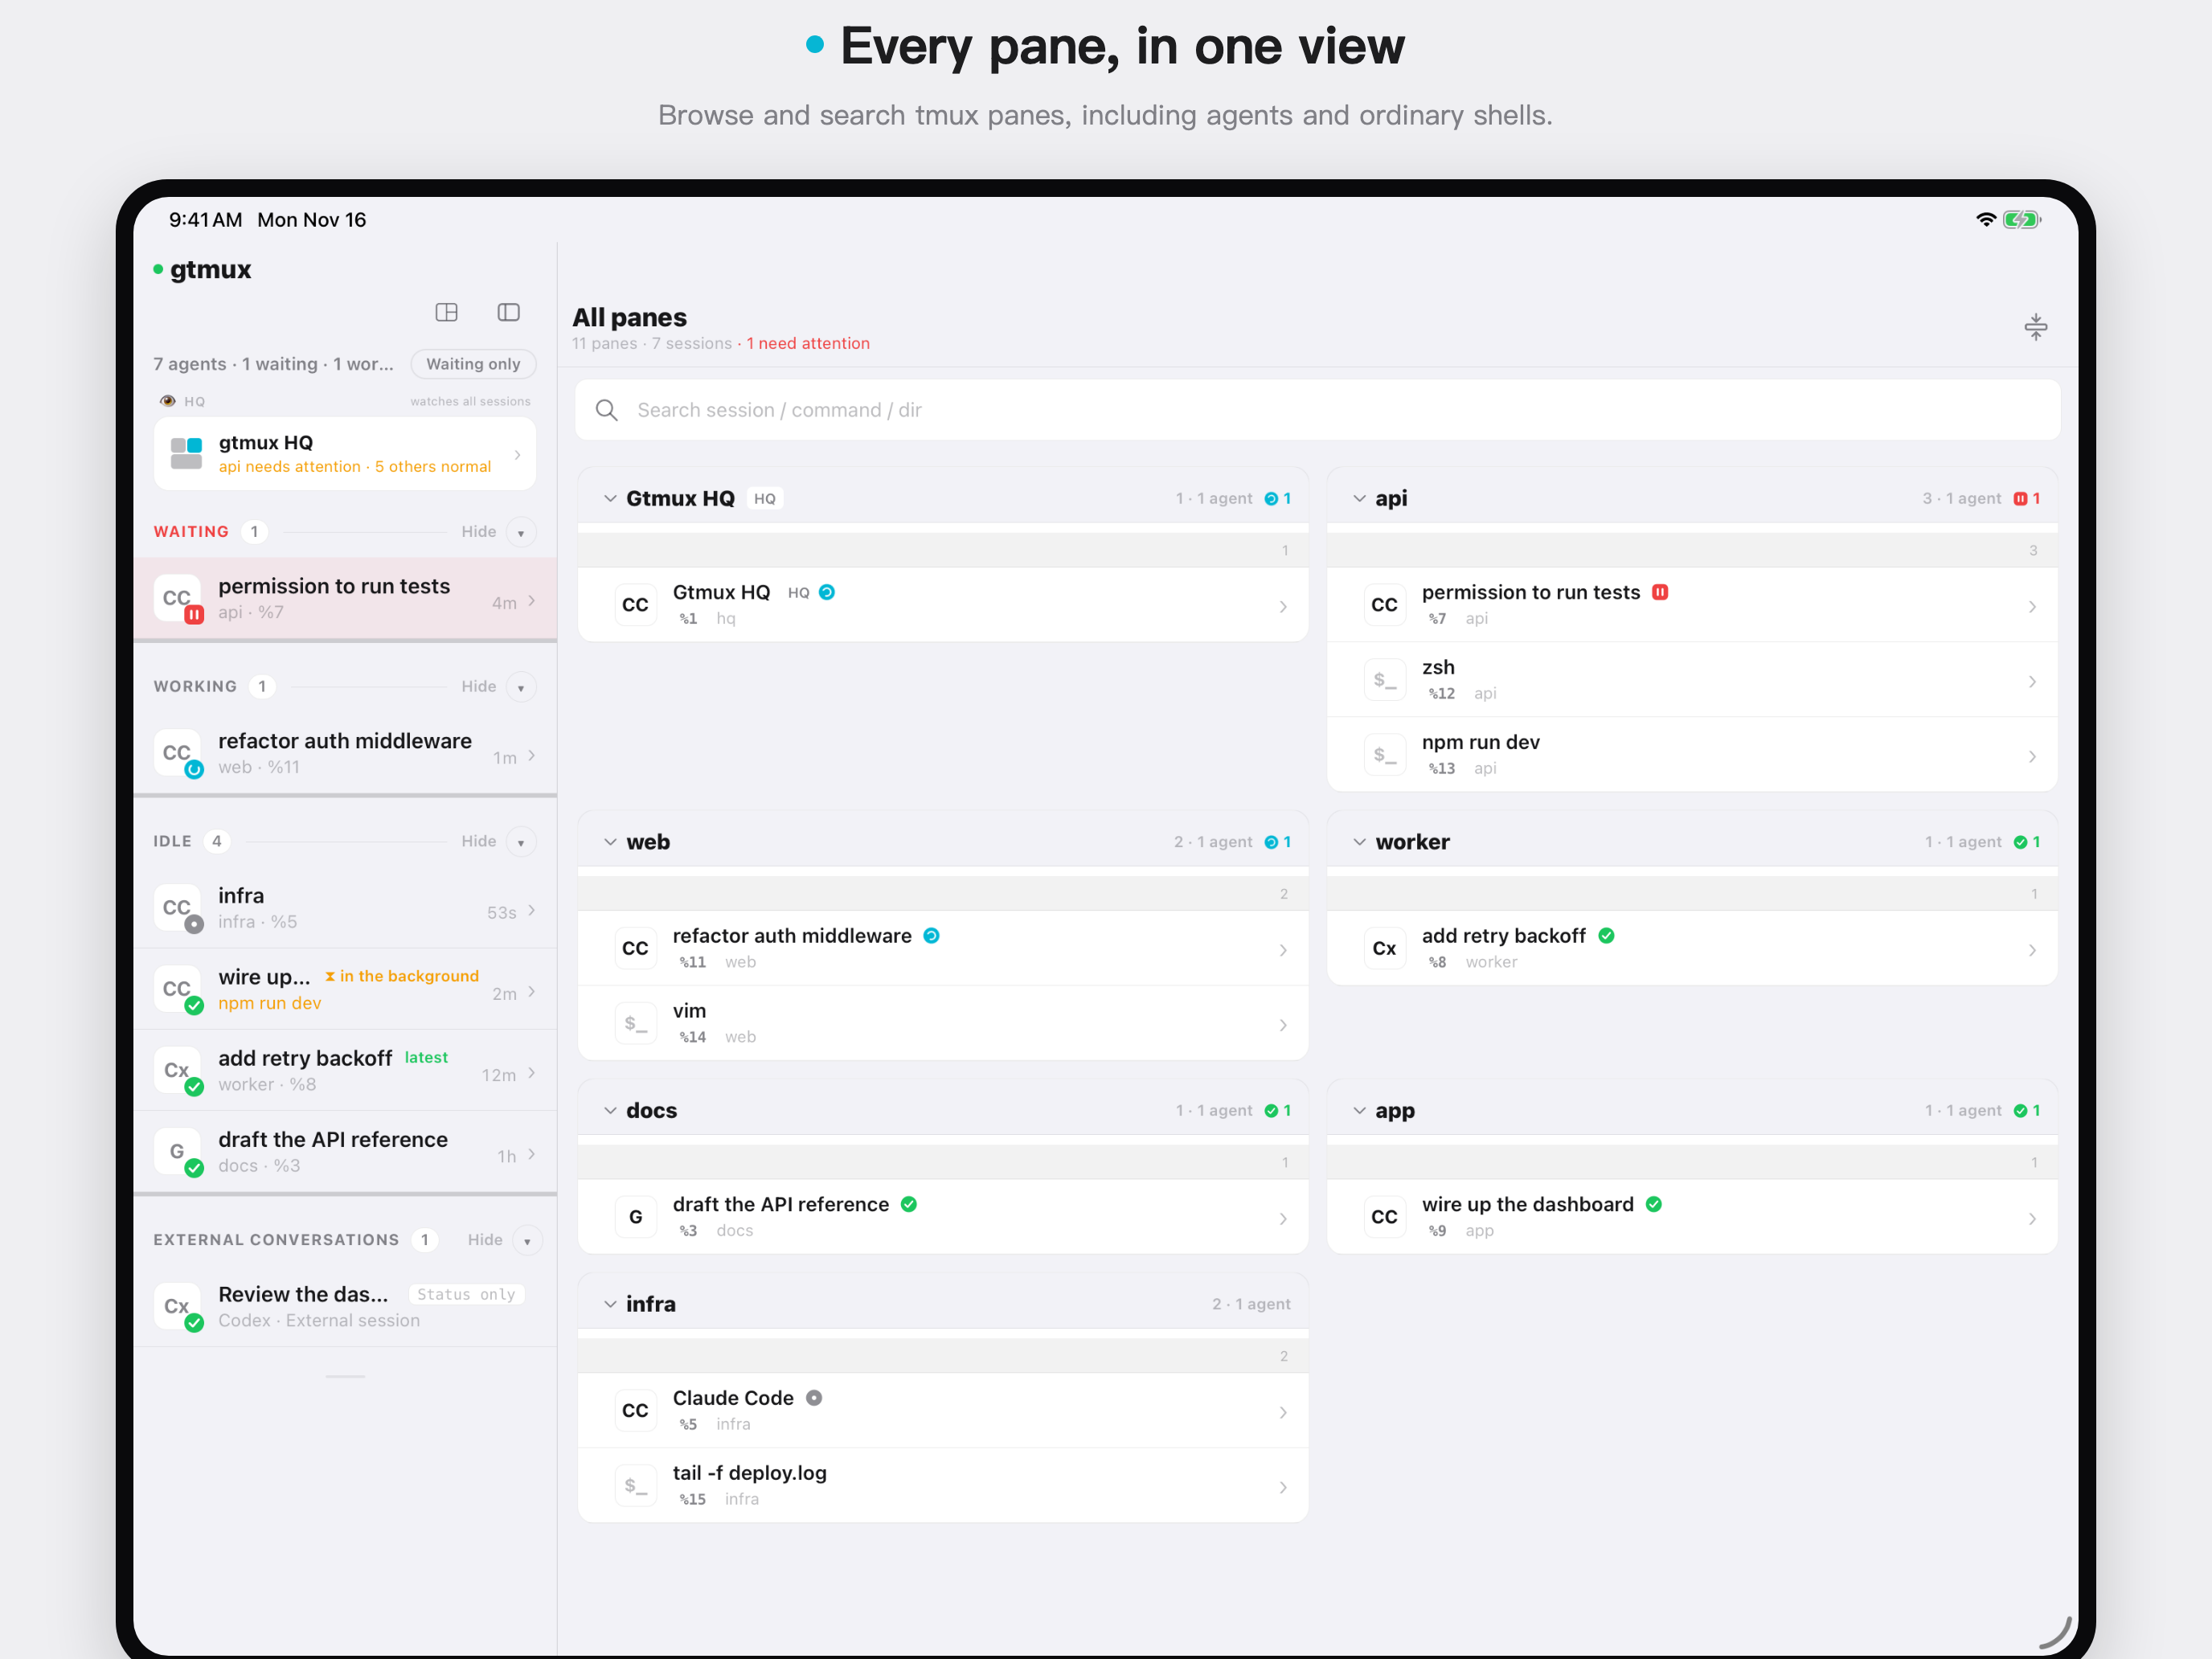 Every pane, in one view
Browse and search tmux panes, including agents and ordinary shells.
9:41 AM Mon Nov 16
gtmux
7 agents · 1 waiting · 1 wor...
Waiting only
HQ
watches all sessions
gtmux HQ
api needs attention · 5 others normal
WAITING 1 Hide
CC
permission to run tests
api · %7
4m
WORKING 1 Hide
CC
refactor auth middleware
web · %11
1m
IDLE 4 Hide
CC
infra
infra · %5
53s
CC
wire up... in the background
npm run dev
2m
Cx
add retry backoff latest
worker · %8
12m
G
draft the API reference
docs · %3
1h
EXTERNAL CONVERSATIONS 1 Hide
Cx
Review the das... Status only
Codex · External session
All panes
11 panes · 7 sessions · 1 need attention
Search session / command / dir
Gtmux HQ HQ 1 · 1 agent 1
1
CC
Gtmux HQ HQ
%1 hq
api 3 · 1 agent 1
3
CC
permission to run tests
%7 api
$_
zsh
%12 api
$_
npm run dev
%13 api
web 2 · 1 agent 1
2
CC
refactor auth middleware
%11 web
$_
vim
%14 web
worker 1 · 1 agent 1
1
Cx
add retry backoff
%8 worker
docs 1 · 1 agent 1
1
G
draft the API reference
%3 docs
app 1 · 1 agent 1
1
CC
wire up the dashboard
%9 app
infra 2 · 1 agent
2
CC
Claude Code
%5 infra
$_
tail -f deploy.log
%15 infra